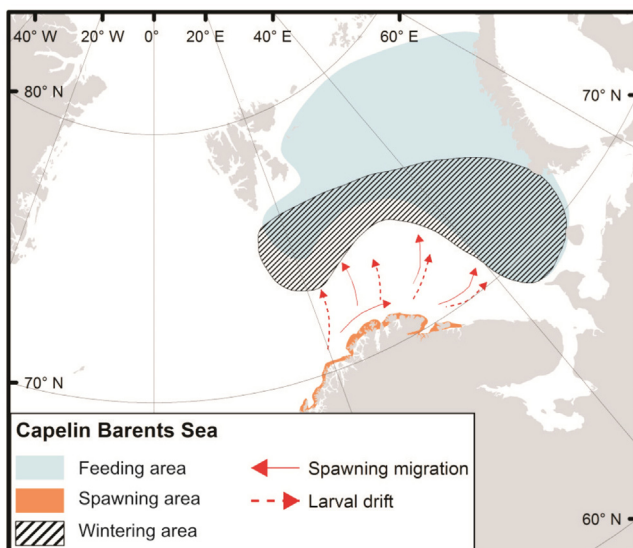 40° W 20° W 0° 20° E 40° E 60° E
80° N
70° N
70° N
Capelin Barents Sea
Feeding area
Spawning migration
Spawning area
Larval drift
Wintering area
60° N